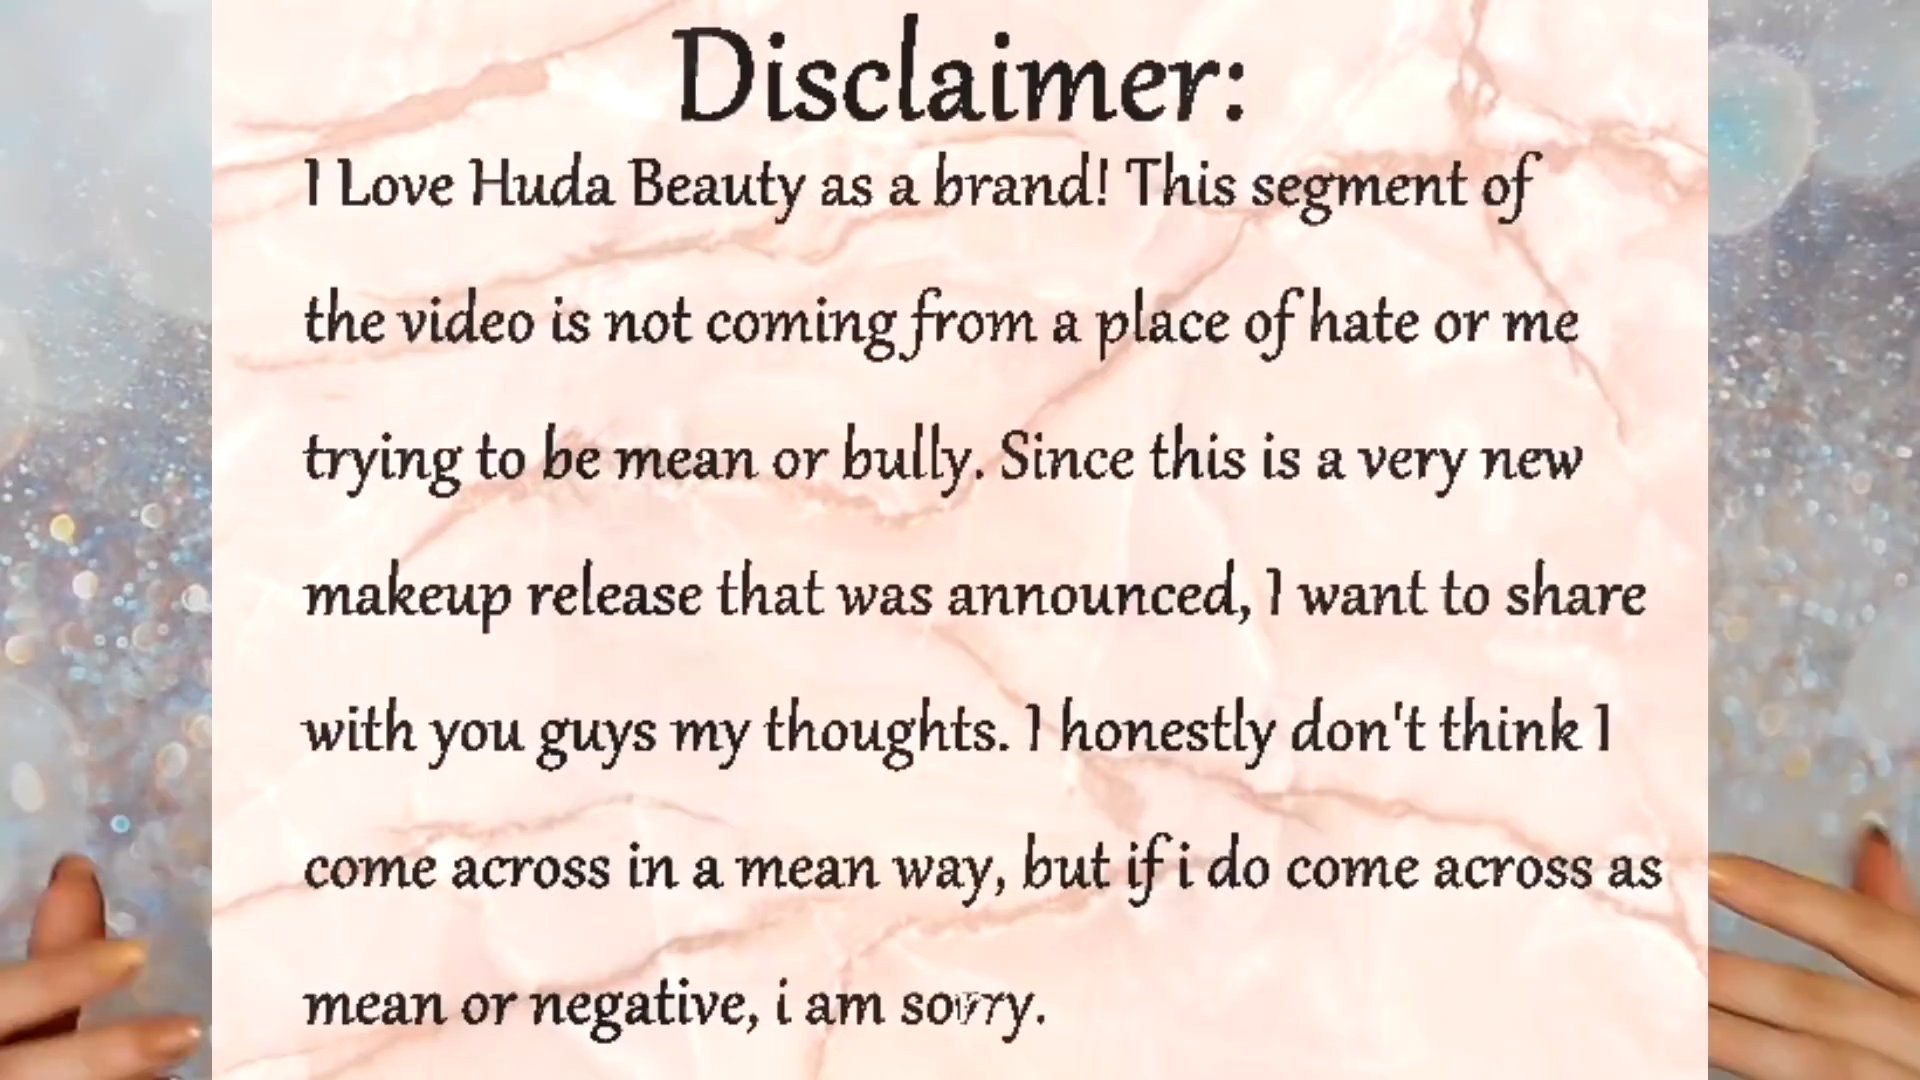 Disclaimer:
I Love Huda Beauty as a brand! This segment of
the video is not coming from a place of hate or me
trying to be mean or bully. Since this is a very new
makeup release that was announced, I want to share
with you guys my thoughts. I honestly don't think I
come across in a mean way, but if i do come across as
mean or negative, i am sorry.